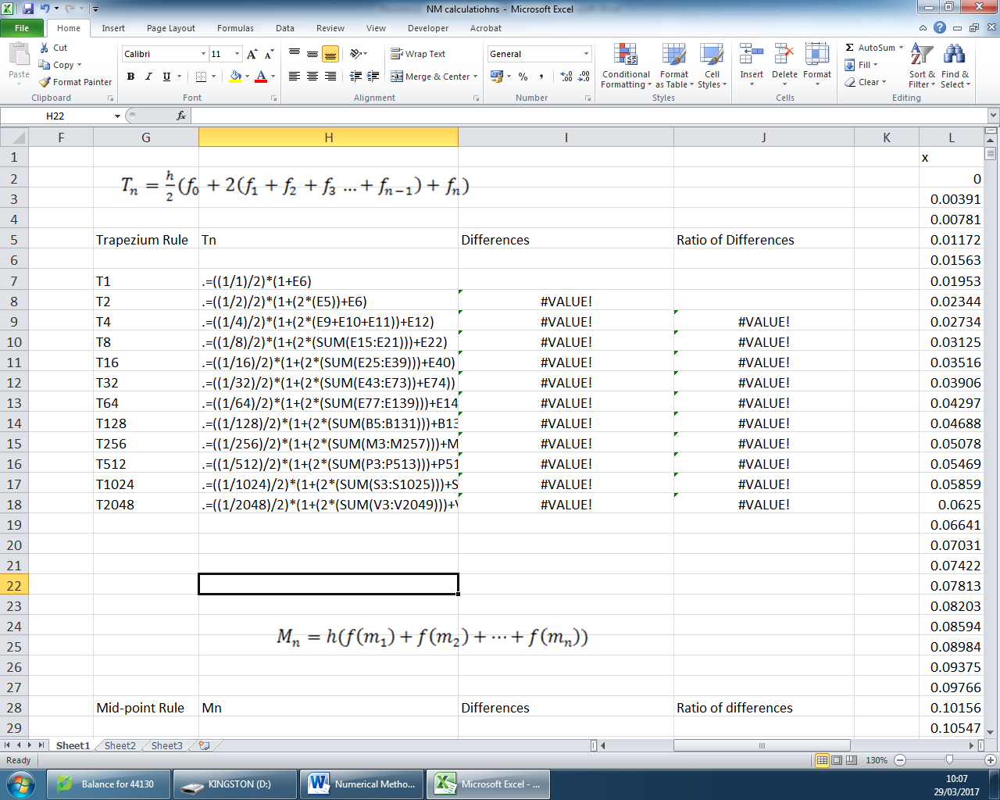 NM calculatiohns - Microsoft Excel
File Home Insert Page Layout Formulas Data Review View Developer Acrobat
Paste
Cut
Copy
Format Painter
Clipboard
Calibri 11
B I U A
Font
Wrap Text
Merge & Center
Alignment
General
% ,
Number
Conditional Formatting
Format as Table
Cell Styles
Styles
Insert Delete Format
Cells
Σ AutoSum
Fill
Clear
Sort & Filter
Find & Select
Editing
H22 fx
F G H I J K L
1 x
2 0
T_n = h/2 (f_0 + 2(f_1 + f_2 + f_3 ... + f_{n-1}) + f_n)
3 0.00391
4 0.00781
5 Trapezium Rule Tn Differences Ratio of Differences 0.01172
6 0.01563
7 T1 .=((1/1)/2)*(1+E6) 0.01953
8 T2 .=((1/2)/2)*(1+(2*(E5))+E6) #VALUE! 0.02344
9 T4 .=((1/4)/2)*(1+(2*(E9+E10+E11))+E12) #VALUE! #VALUE! 0.02734
10 T8 .=((1/8)/2)*(1+(2*(SUM(E15:E21)))+E22) #VALUE! #VALUE! 0.03125
11 T16 .=((1/16)/2)*(1+(2*(SUM(E25:E39)))+E40) #VALUE! #VALUE! 0.03516
12 T32 .=((1/32)/2)*(1+(2*(SUM(E43:E73))+E74)) #VALUE! #VALUE! 0.03906
13 T64 .=((1/64)/2)*(1+(2*(SUM(E77:E139)))+E14 #VALUE! #VALUE! 0.04297
14 T128 .=((1/128)/2)*(1+(2*(SUM(B5:B131)))+B13 #VALUE! #VALUE! 0.04688
15 T256 .=((1/256)/2)*(1+(2*(SUM(M3:M257)))+M #VALUE! #VALUE! 0.05078
16 T512 .=((1/512)/2)*(1+(2*(SUM(P3:P513)))+P51 #VALUE! #VALUE! 0.05469
17 T1024 .=((1/1024)/2)*(1+(2*(SUM(S3:S1025)))+S #VALUE! #VALUE! 0.05859
18 T2048 .=((1/2048)/2)*(1+(2*(SUM(V3:V2049)))+V #VALUE! #VALUE! 0.0625
19 0.06641
20 0.07031
21 0.07422
22 0.07813
23 0.08203
24 0.08594
M_n = h(f(m_1) + f(m_2) + ⋯ + f(m_n))
25 0.08984
26 0.09375
27 0.09766
28 Mid-point Rule Mn Differences Ratio of differences 0.10156
29 0.10547
Sheet1 Sheet2 Sheet3
Ready 130%
Balance for 44130 KINGSTON (D:) Numerical Metho... Microsoft Excel - ... 10:07
29/03/2017